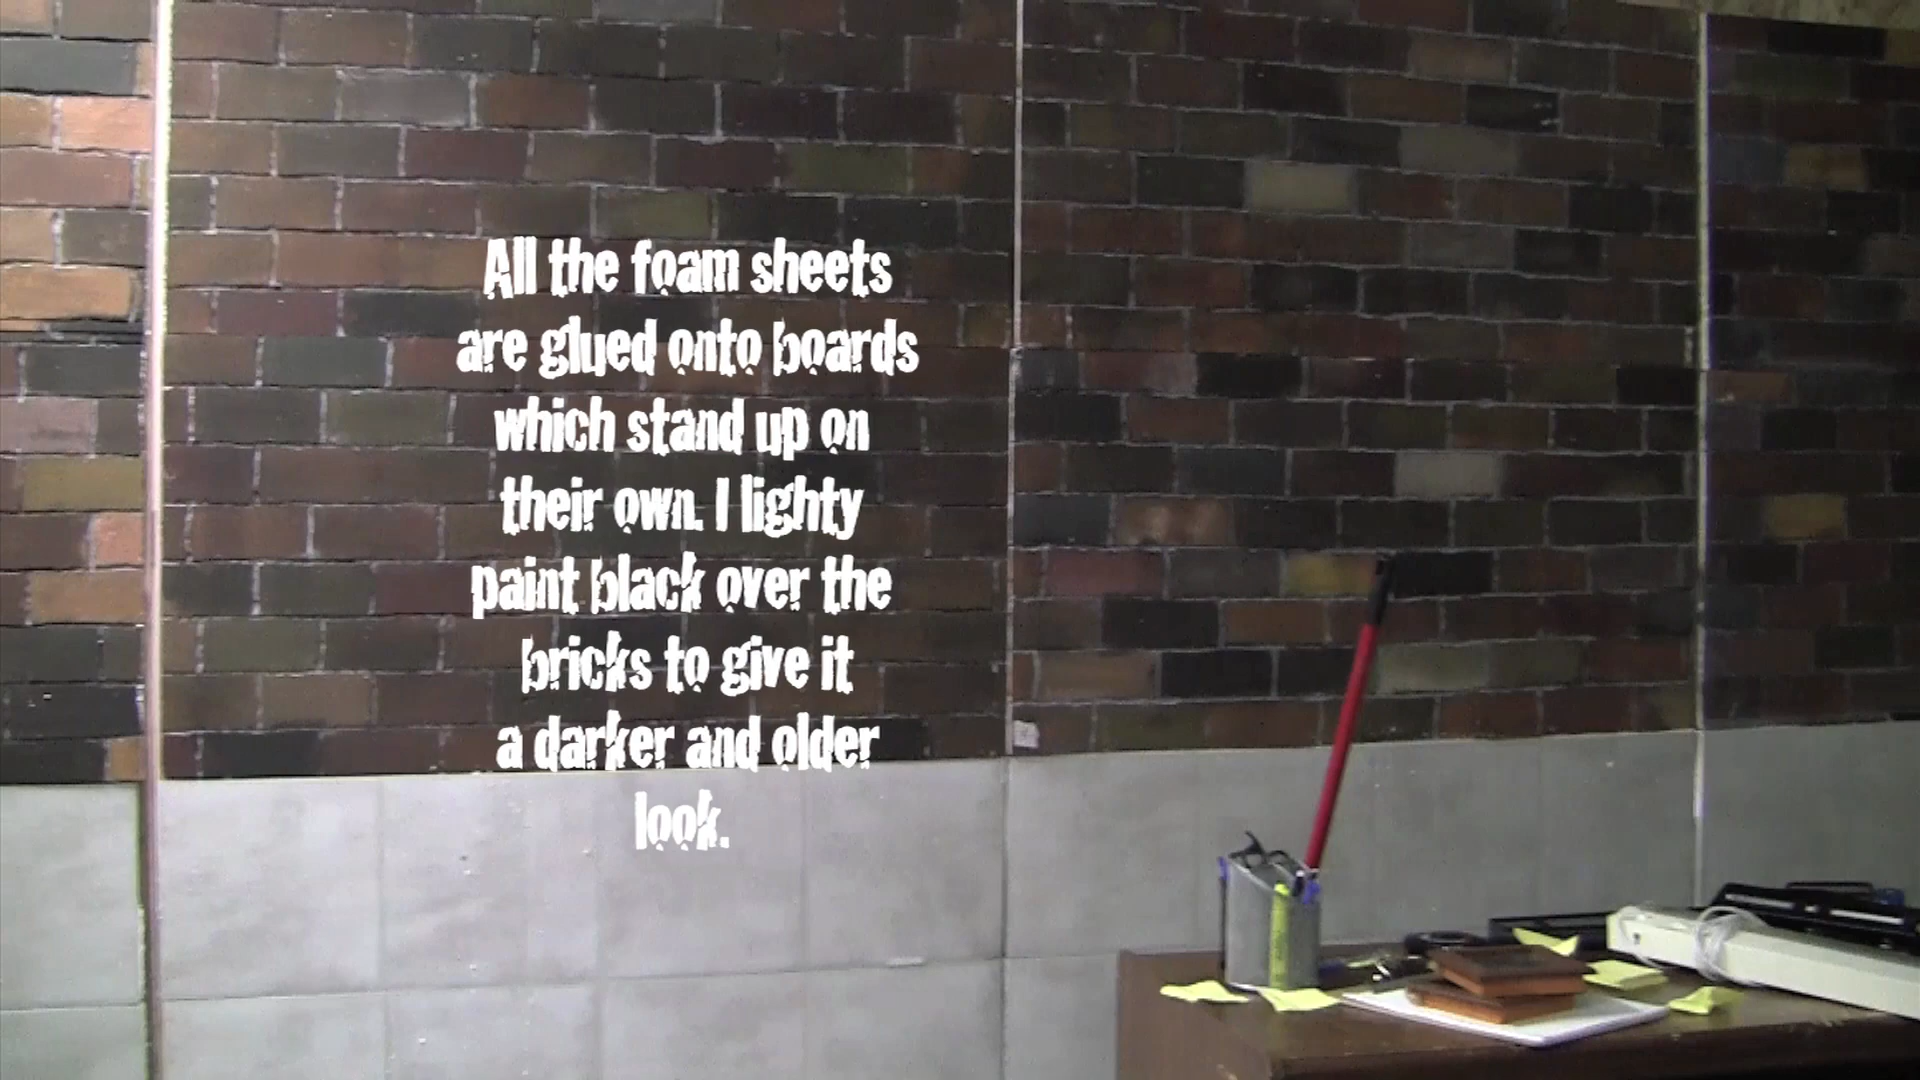 All the foam sheets
are glued onto boards
which stand up on
their own. I lighty
paint black over the
bricks to give it
a darker and older
look.